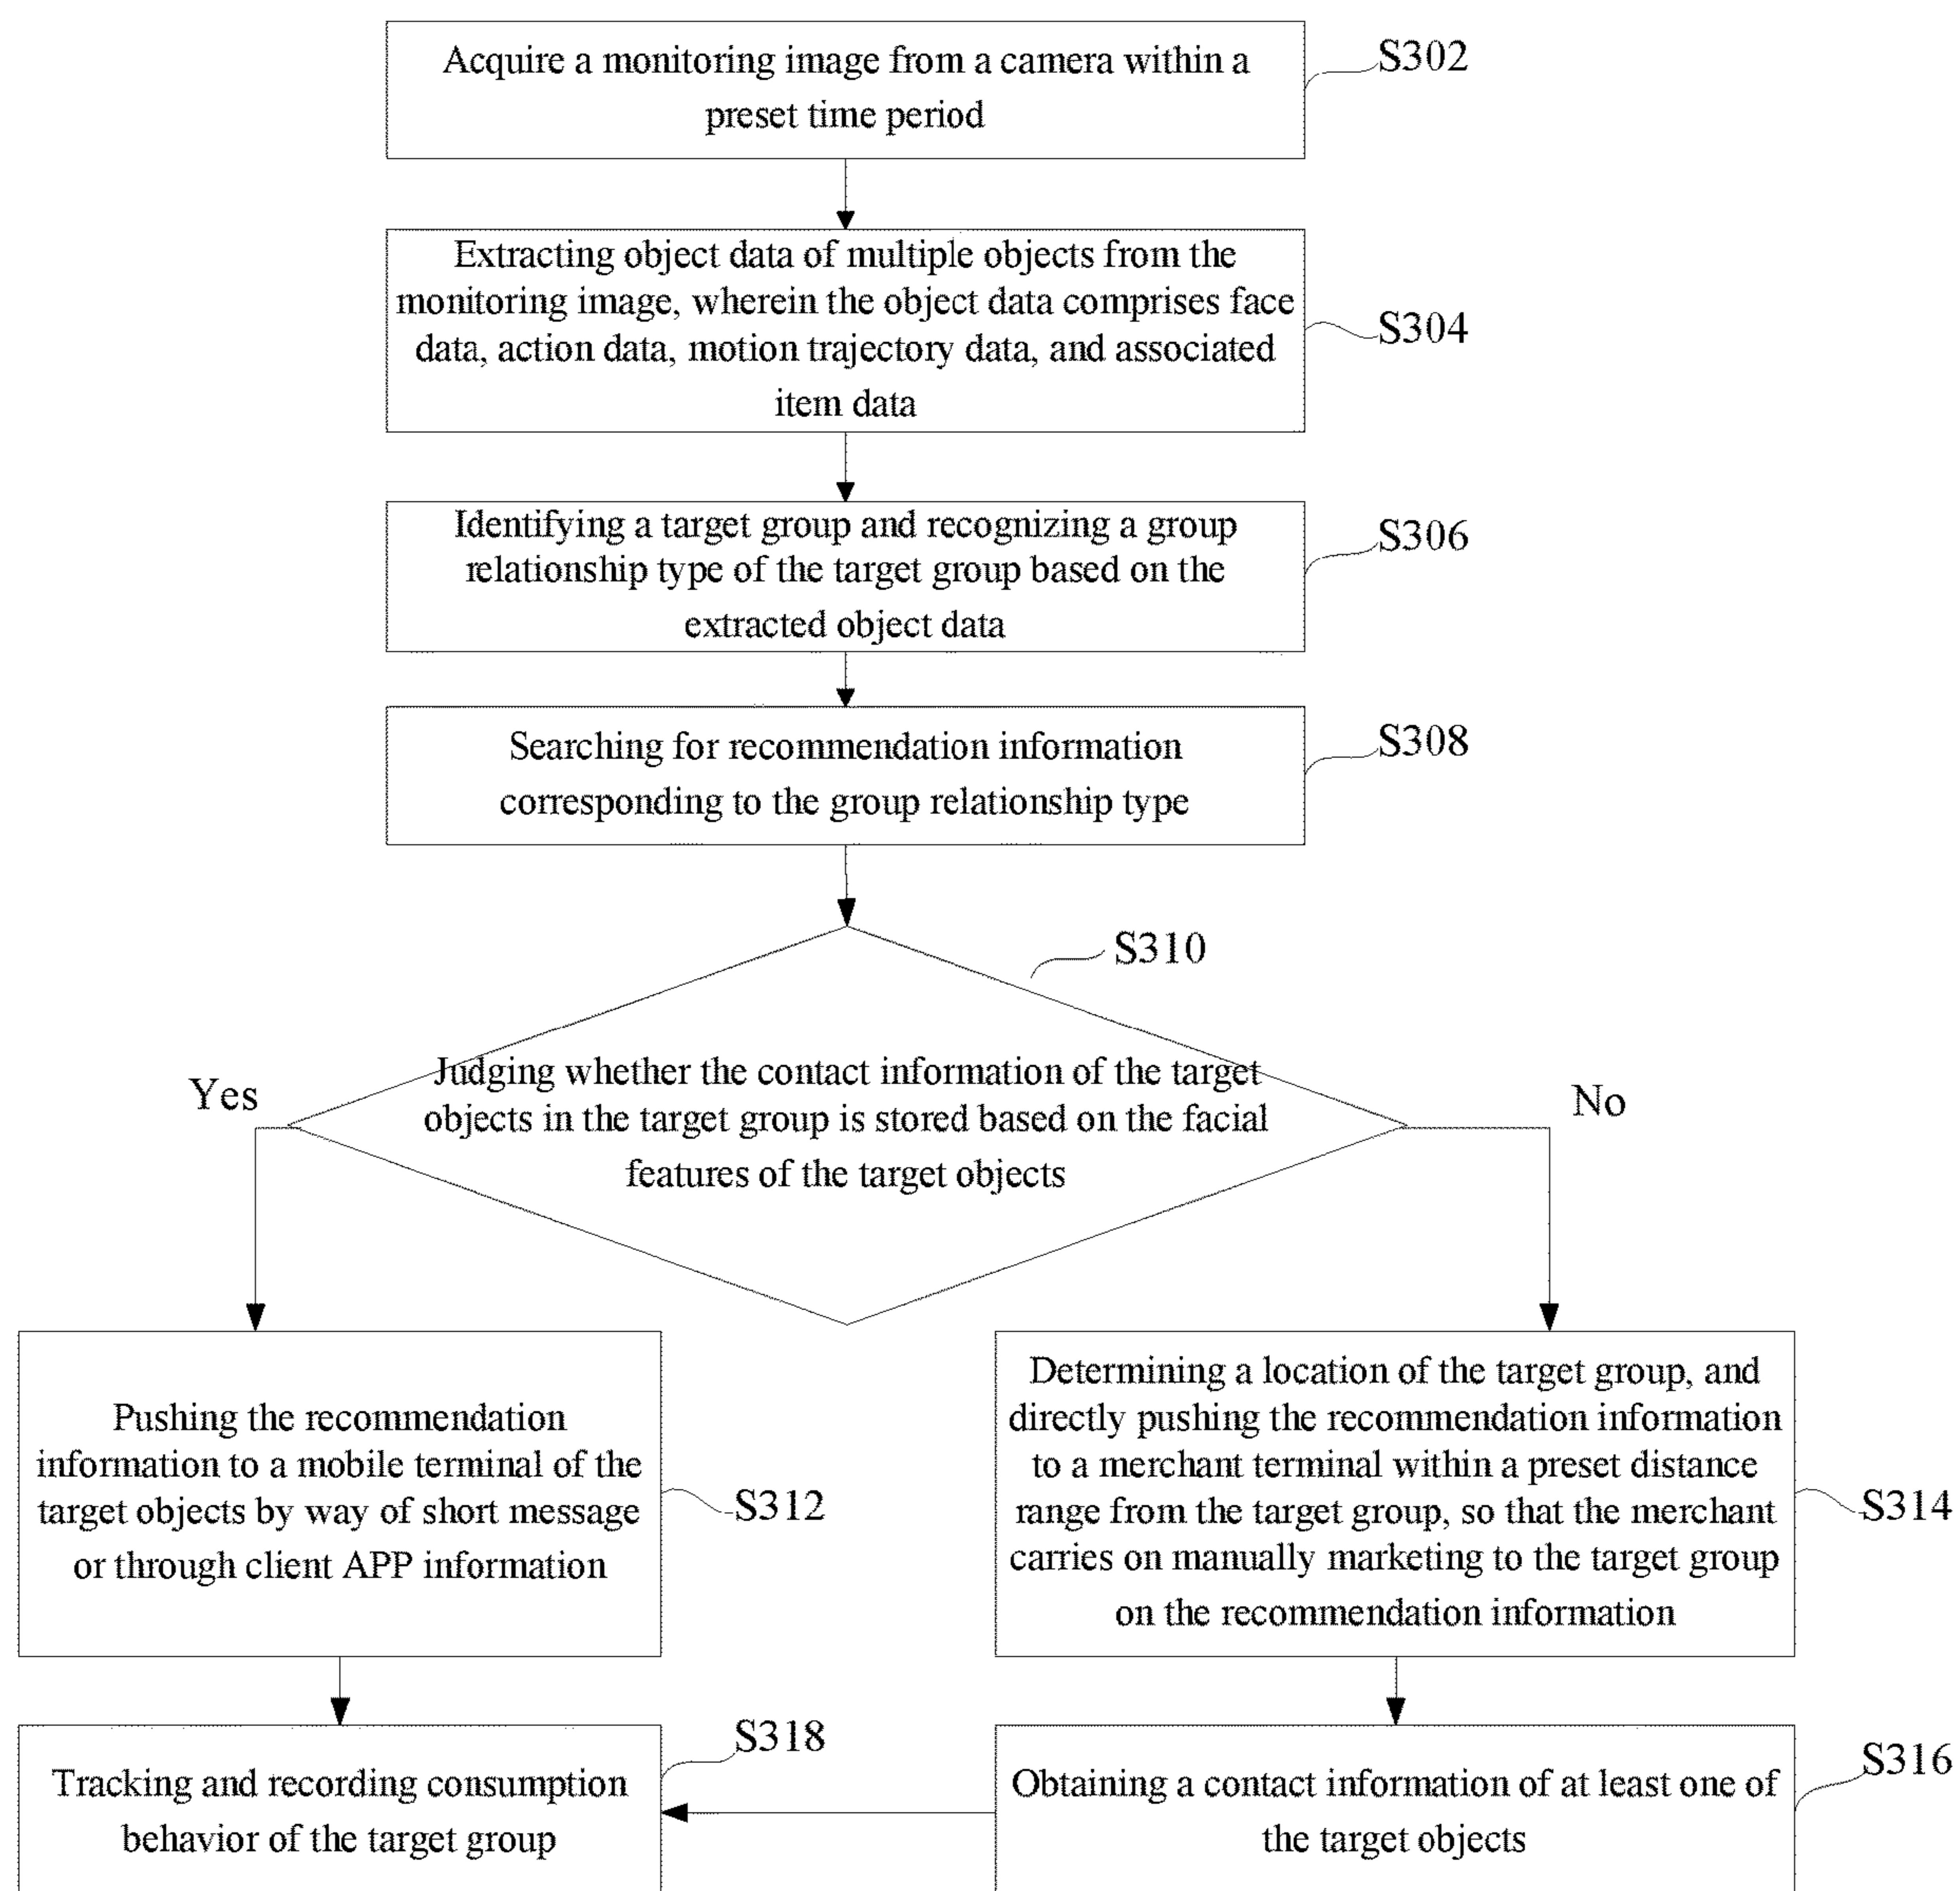 Acquire a monitoring image from a camera within a
preset time period
S302
Extracting object data of multiple objects from the
monitoring image, wherein the object data comprises face
data, action data, motion trajectory data, and associated
item data
S304
Identifying a target group and recognizing a group
relationship type of the target group based on the
extracted object data
S306
Searching for recommendation information
corresponding to the group relationship type
S308
S310
Judging whether the contact information of the target
objects in the target group is stored based on the facial
features of the target objects
Yes
No
Pushing the recommendation
information to a mobile terminal of the
target objects by way of short message
or through client APP information
S312
Determining a location of the target group, and
directly pushing the recommendation information
to a merchant terminal within a preset distance
range from the target group, so that the merchant
carries on manually marketing to the target group
on the recommendation information
S314
Tracking and recording consumption
behavior of the target group
S318
Obtaining a contact information of at least one of
the target objects
S316